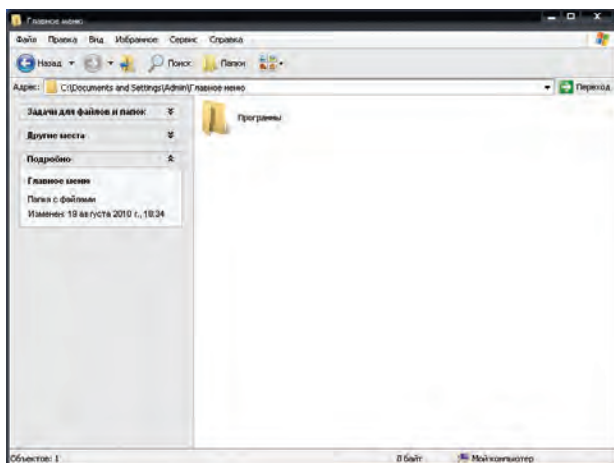 Главное меню
Файл Правка Вид Избранное Сервис Справка
Назад Поиск Папки
Адрес: C:\Documents and Settings\Admin\Главное меню Переход
Задачи для файлов и папок
Программы
Другие места
Подробно
Главное меню
Папка с файлами
Изменен: 19 августа 2010 г., 18:34
Объектов: 1 0 байт Мой компьютер